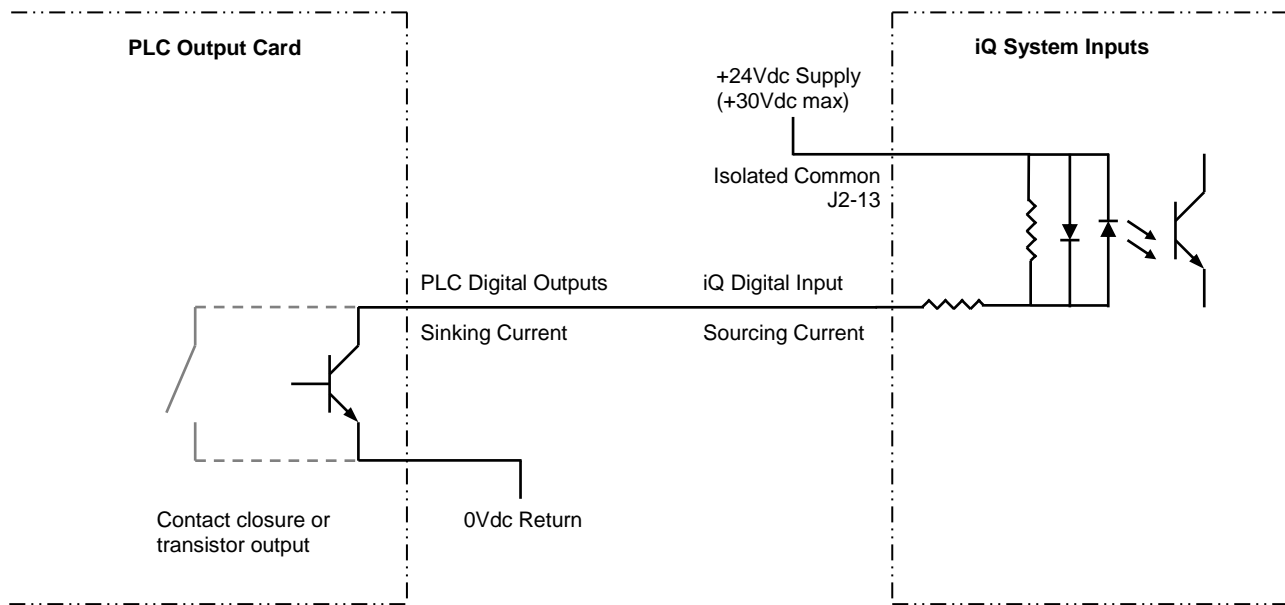 PLC Output Card
iQ System Inputs
+24Vdc Supply
(+30Vdc max)
Isolated Common
J2-13
PLC Digital Outputs
iQ Digital Input
Sinking Current
Sourcing Current
Contact closure or
transistor output
0Vdc Return